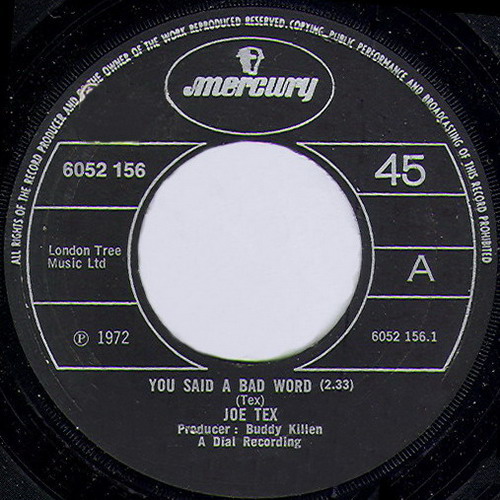 ALL RIGHTS OF THE RECORD PRODUCER AND OF THE OWNER OF THE WORK REPRODUCED RESERVED. COPYING, PUBLIC PERFORMANCE AND BROADCASTING OF THIS RECORD PROHIBITED
mercury
6052 156
45
London Tree
Music Ltd
A
℗ 1972
6052 156.1
YOU SAID A BAD WORD (2.33)
(Tex)
JOE TEX
Producer : Buddy Killen
A Dial Recording